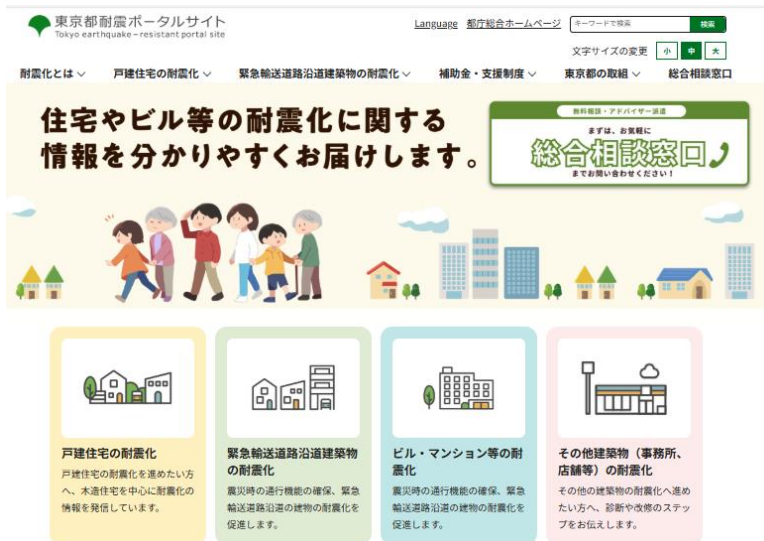 東京都耐震ポータルサイト
Tokyo earthquake-resistant portal site
Language 都庁総合ホームページ キーワードで検索 検索
文字サイズの変更 小 中 大
耐震化とは 戸建住宅の耐震化 緊急輸送道路沿道建築物の耐震化 補助金・支援制度 東京都の取組 総合相談窓口
住宅やビル等の耐震化に関する
情報を分かりやすくお届けします。
無料相談・アドバイザー派遣
まずは、お気軽に
総合相談窓口
までお問い合わせください！
戸建住宅の耐震化
戸建住宅の耐震化を進めたい方
へ、木造住宅を中心に耐震化の
情報を発信しています。
緊急輸送道路沿道建築物
の耐震化
震災時の通行機能の確保、緊急
輸送道路沿道の建物の耐震化を
促進します。
ビル・マンション等の耐
震化
震災時の通行機能の確保、緊急
輸送道路沿道の建物の耐震化を
促進します。
その他建築物（事務所、
店舗等）の耐震化
その他の建築物の耐震化へ進め
たい方へ、診断や改修のステッ
プをお伝えします。